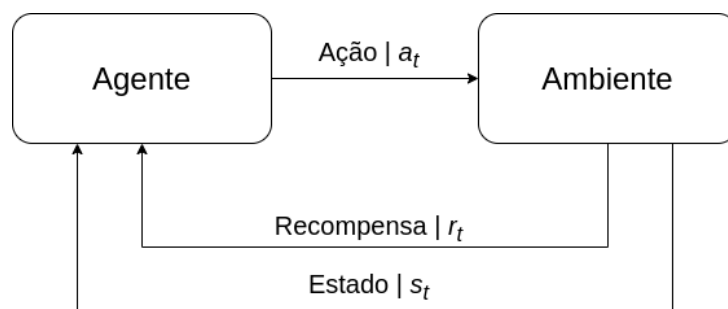 Agente
Ação | a_t
Ambiente
Recompensa | r_t
Estado | s_t